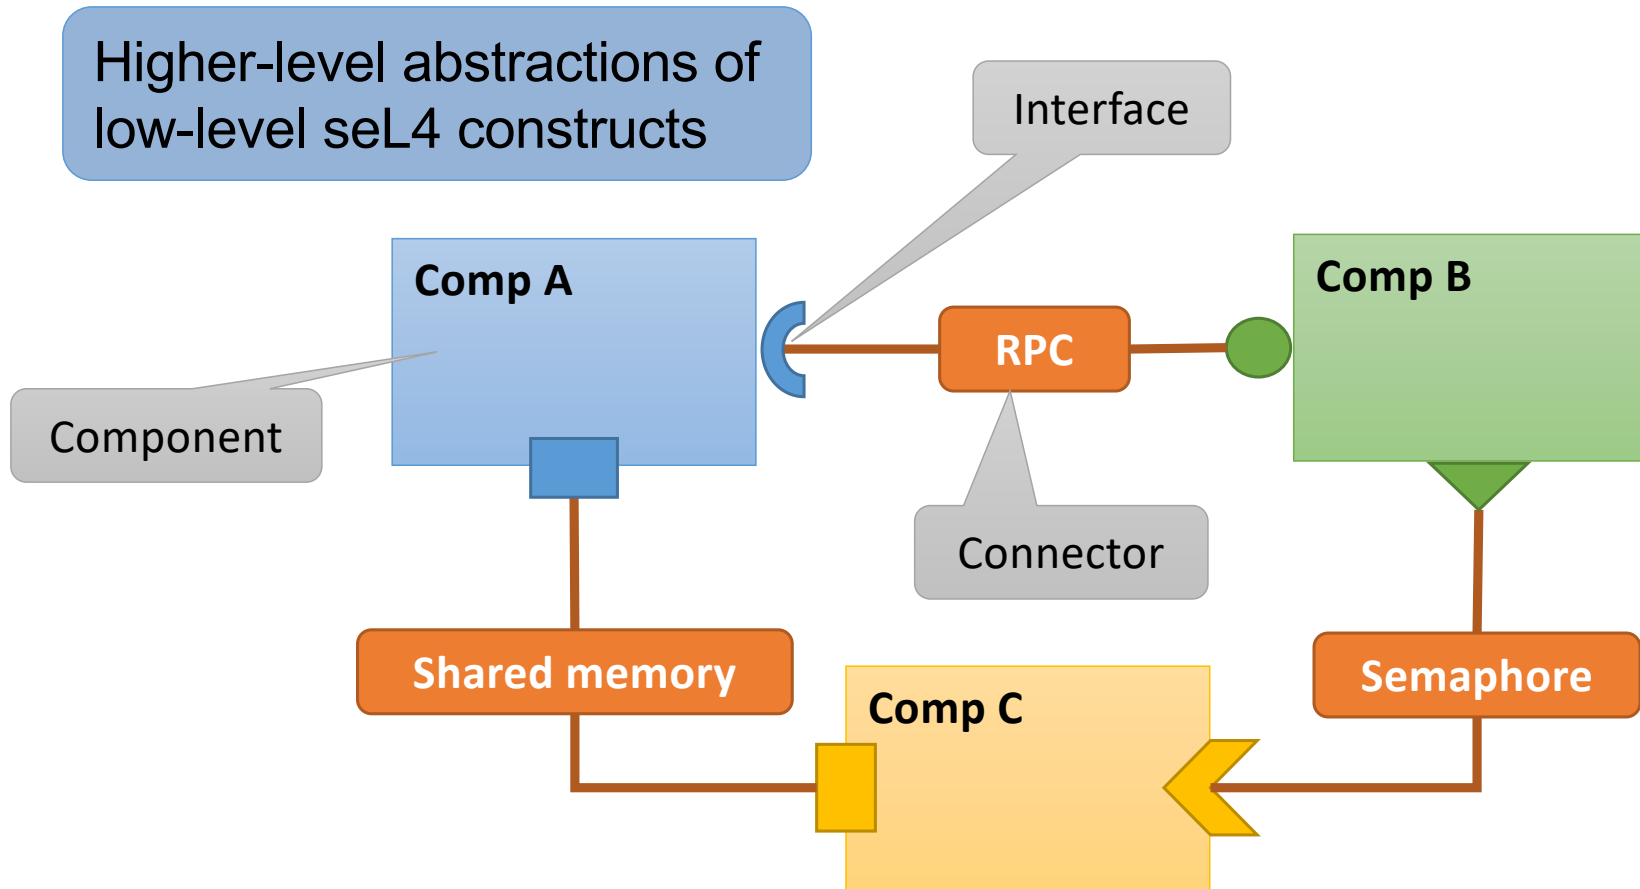 Higher-level abstractions of
low-level seL4 constructs
Interface
Comp A
Comp B
RPC
Component
Connector
Shared memory
Semaphore
Comp C